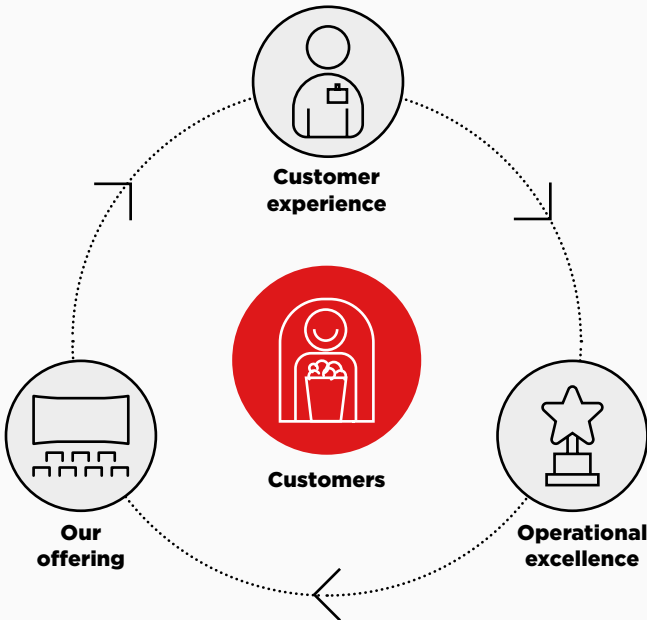 Customer
experience
Customers
Our
offering
Operational
excellence